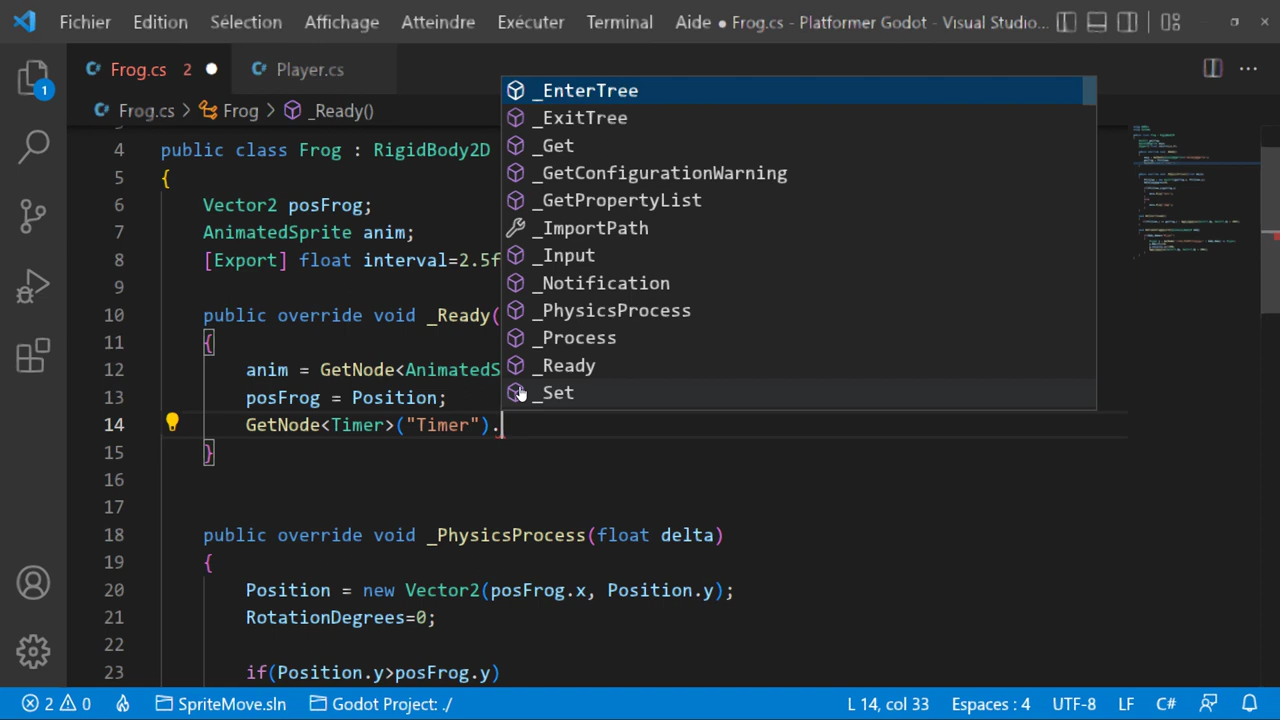 Fichier Edition Sélection Affichage Atteindre Exécuter Terminal Aide ● Frog.cs - Platformer Godot - Visual Studio...
Frog.cs 2 ● Player.cs
Frog.cs > Frog > _Ready()
1
4 public class Frog : RigidBody2D
5 {
6 Vector2 posFrog;
7 AnimatedSprite anim;
8 [Export] float interval=2.5f
9
10 public override void _Ready(
11 {
12 anim = GetNode<AnimatedS
13 posFrog = Position;
14 GetNode<Timer>("Timer").
15 }
16
17
18 public override void _PhysicsProcess(float delta)
19 {
20 Position = new Vector2(posFrog.x, Position.y);
21 RotationDegrees=0;
22
23 if(Position.y>posFrog.y)
_EnterTree
_ExitTree
_Get
_GetConfigurationWarning
_GetPropertyList
_ImportPath
_Input
_Notification
_PhysicsProcess
_Process
_Ready
_Set
2 0 SpriteMove.sln Godot Project: ./ L 14, col 33 Espaces : 4 UTF-8 LF C#